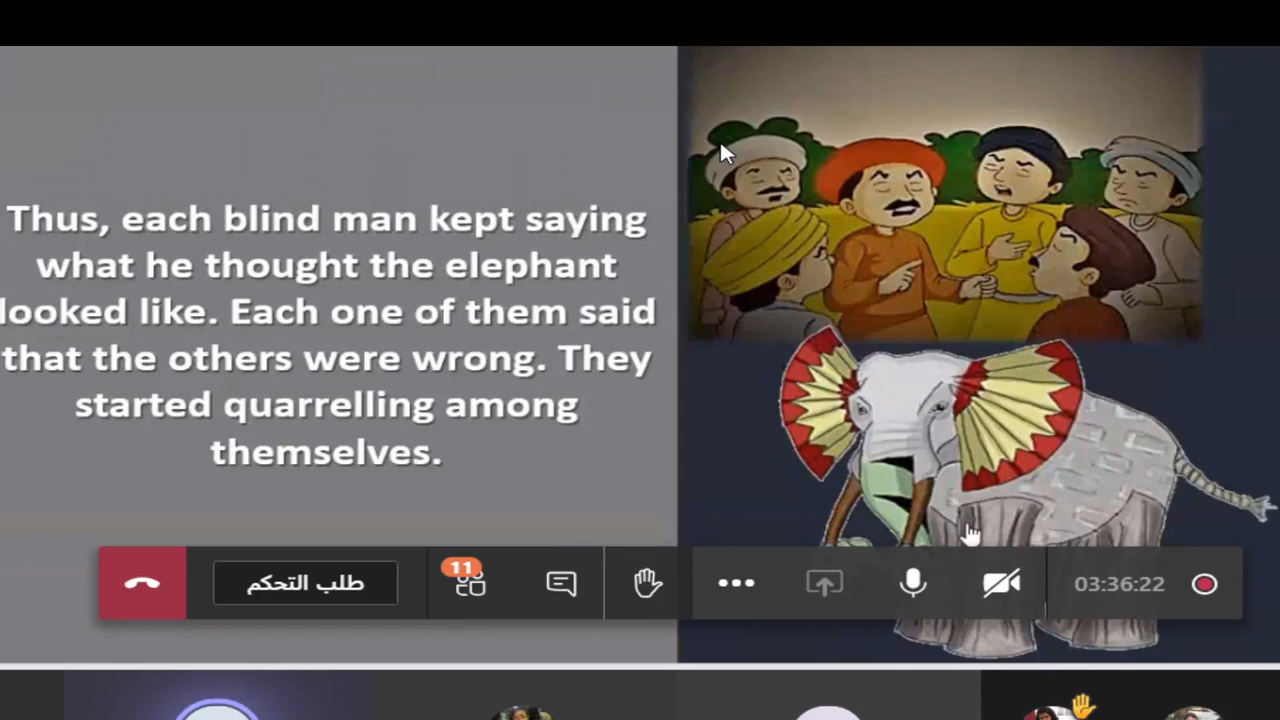 Thus, each blind man kept saying
what he thought the elephant
looked like. Each one of them said
that the others were wrong. They
started quarrelling among
themselves.
11
طلب التحكم
03:36:22